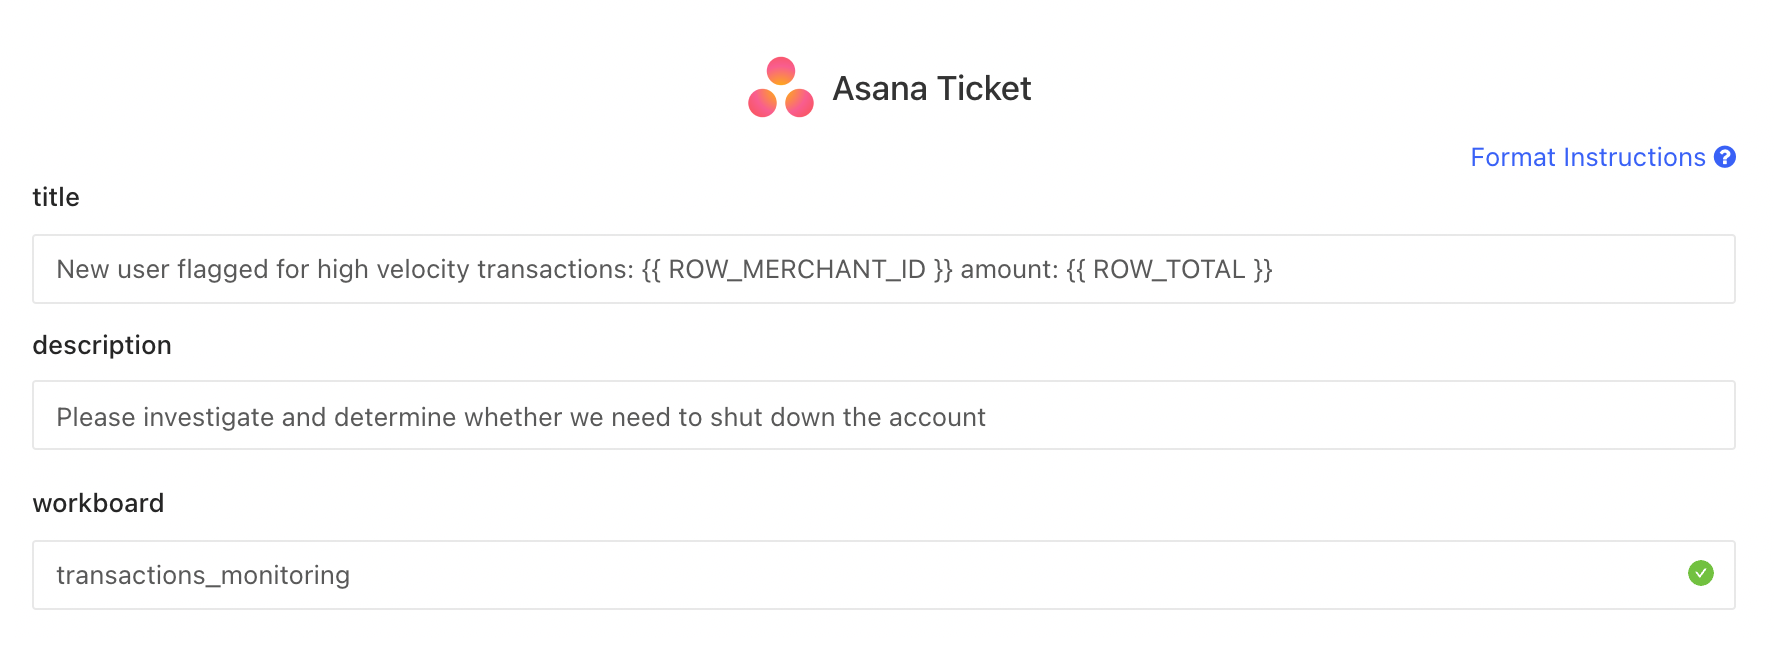 Asana Ticket
Format Instructions
title
New user flagged for high velocity transactions: {{ ROW_MERCHANT_ID }} amount: {{ ROW_TOTAL }}
description
Please investigate and determine whether we need to shut down the account
workboard
transactions_monitoring